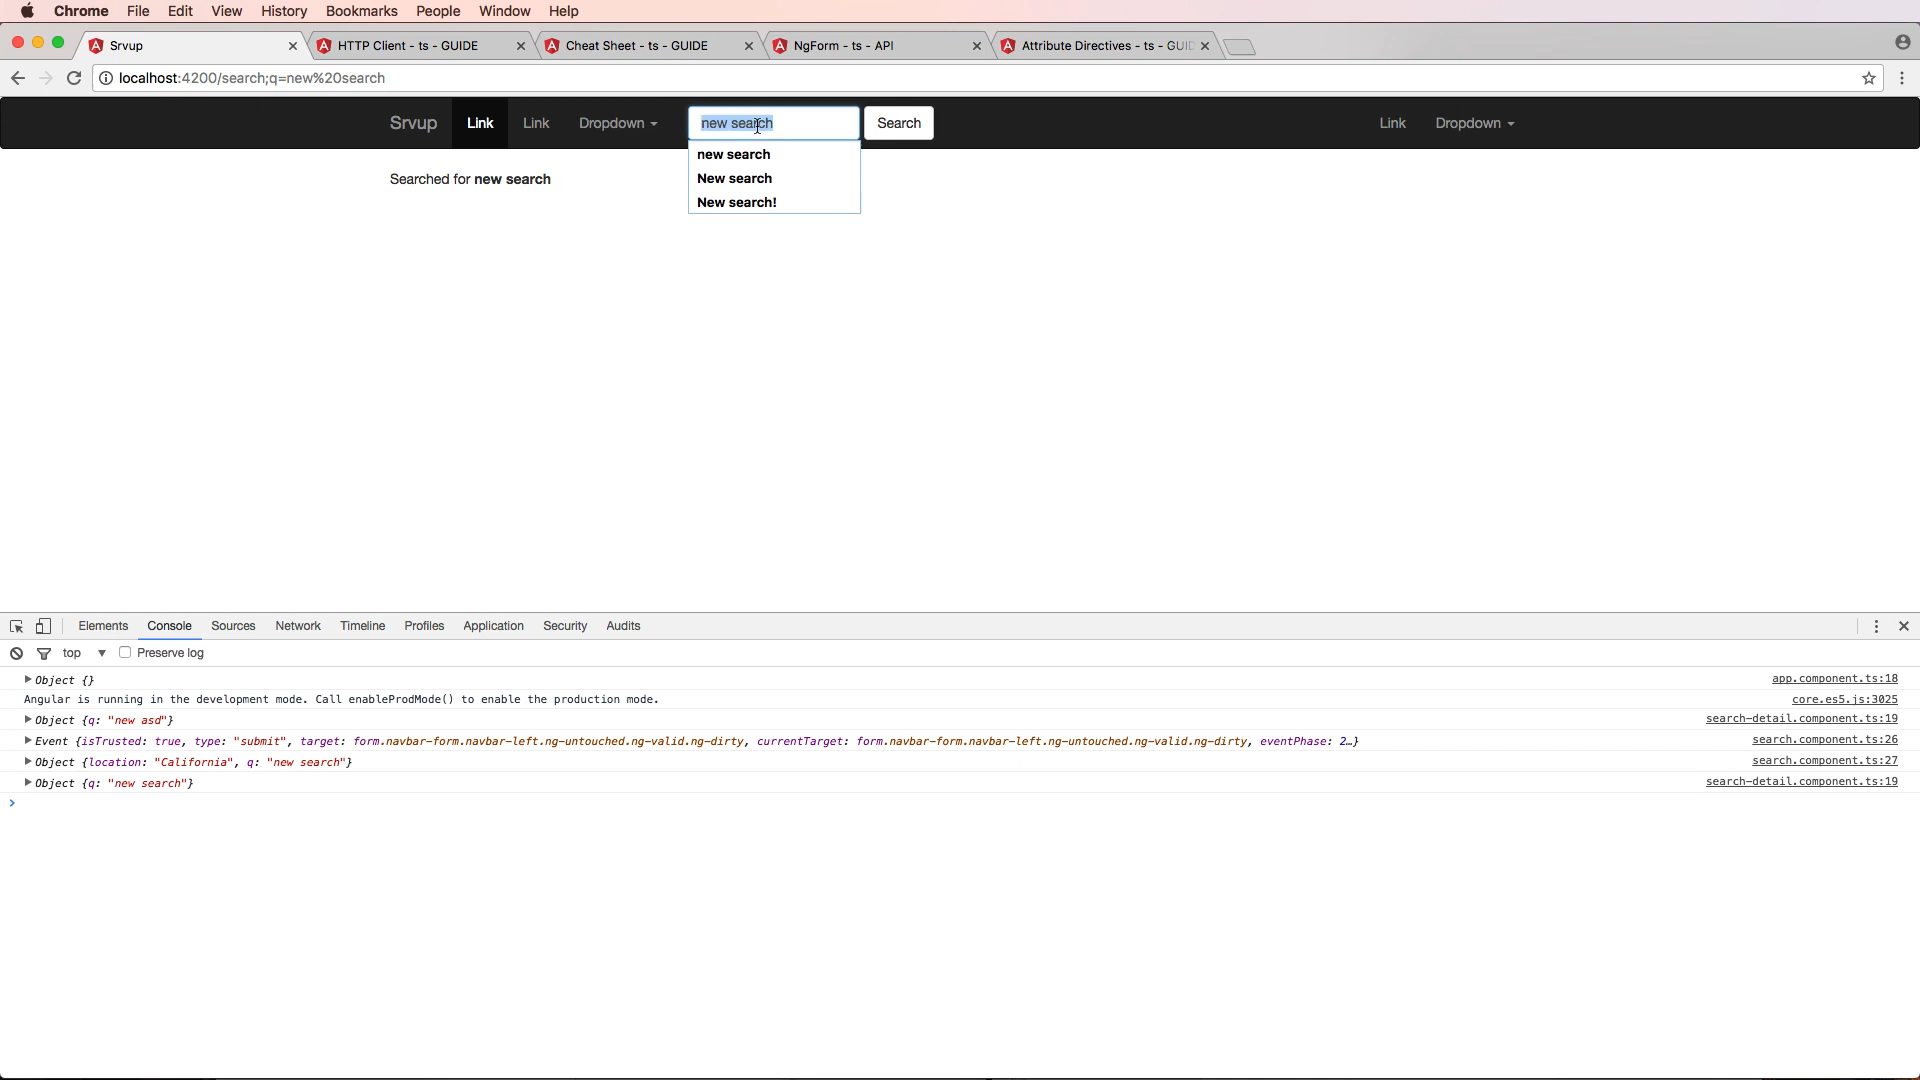 Chrome File Edit View History Bookmarks People Window Help
Srvup HTTP Client - ts - GUIDE Cheat Sheet - ts - GUIDE NgForm - ts - API Attribute Directives - ts - GUID
localhost:4200/search;q=new%20search
Srvup Link Link Dropdown new search Search Link Dropdown
new search
New search
New search!
Searched for new search
Elements Console Sources Network Timeline Profiles Application Security Audits
top Preserve log
Object {} app.component.ts:18
Angular is running in the development mode. Call enableProdMode() to enable the production mode. core.es5.js:3025
Object {q: "new asd"} search-detail.component.ts:19
Event {isTrusted: true, type: "submit", target: form.navbar-form.navbar-left.ng-untouched.ng-valid.ng-dirty, currentTarget: form.navbar-form.navbar-left.ng-untouched.ng-valid.ng-dirty, eventPhase: 2…} search.component.ts:26
Object {location: "California", q: "new search"} search.component.ts:27
Object {q: "new search"} search-detail.component.ts:19